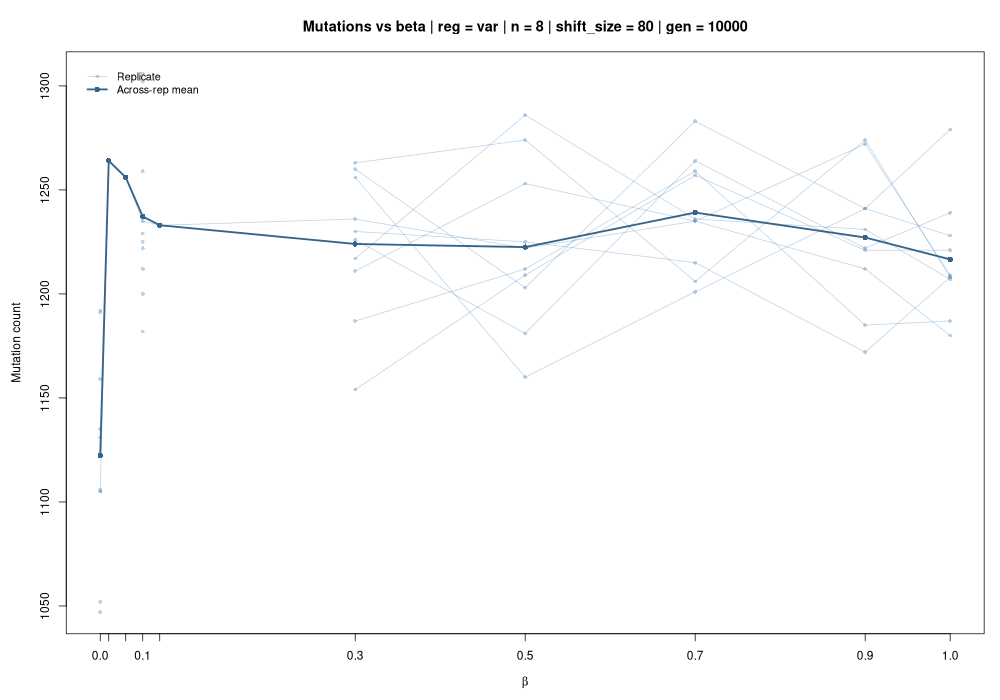 Mutations vs beta | reg = var | n = 8 | shift_size = 80 | gen = 10000
Replicate
Across-rep mean
Mutation count
1300
1250
1200
1150
1100
1050
0.0 0.1 0.3 0.5 0.7 0.9 1.0
β